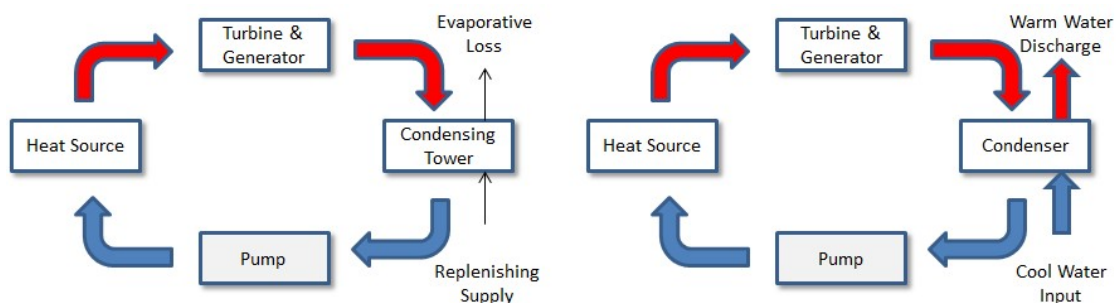 Turbine &
Generator
Evaporative
Loss
Heat Source
Condensing
Tower
Pump
Replenishing
Supply
Turbine &
Generator
Warm Water
Discharge
Heat Source
Condenser
Pump
Cool Water
Input